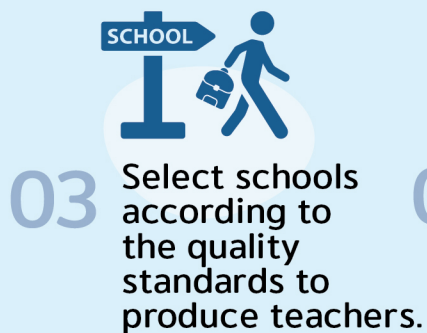 SCHOOL
03
Select schools
according to
the quality
standards to
produce teachers.